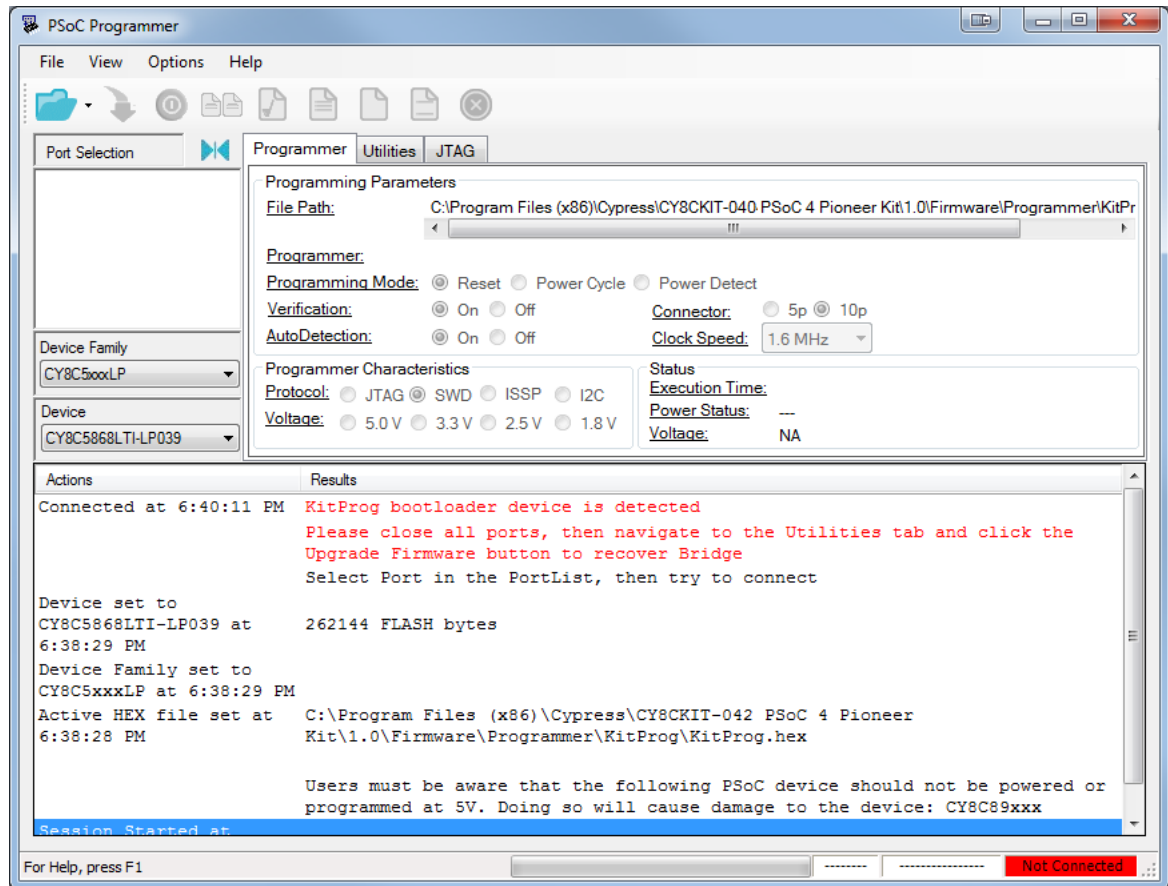 PSoC Programmer
File View Options Help
Port Selection
Programmer Utilities JTAG
Programming Parameters
File Path: C:\Program Files (x86)\Cypress\CY8CKIT-040 PSoC 4 Pioneer Kit\1.0\Firmware\Programmer\KitPr
Programmer:
Programming Mode: Reset Power Cycle Power Detect
Verification: On Off Connector: 5p 10p
AutoDetection: On Off Clock Speed: 1.6 MHz
Device Family
CY8C5xxxLP
Device
CY8C5868LTI-LP039
Programmer Characteristics
Protocol: JTAG SWD ISSP I2C
Voltage: 5.0 V 3.3 V 2.5 V 1.8 V
Status
Execution Time:
Power Status: ---
Voltage: NA
Actions Results
Connected at 6:40:11 PM KitProg bootloader device is detected
Please close all ports, then navigate to the Utilities tab and click the
Upgrade Firmware button to recover Bridge
Select Port in the PortList, then try to connect
Device set to
CY8C5868LTI-LP039 at 262144 FLASH bytes
6:38:29 PM
Device Family set to
CY8C5xxxLP at 6:38:29 PM
Active HEX file set at C:\Program Files (x86)\Cypress\CY8CKIT-042 PSoC 4 Pioneer
6:38:28 PM Kit\1.0\Firmware\Programmer\KitProg\KitProg.hex
Users must be aware that the following PSoC device should not be powered or
programmed at 5V. Doing so will cause damage to the device: CY8C89xxx
Session Started at
For Help, press F1 -------- ---------------- Not Connected